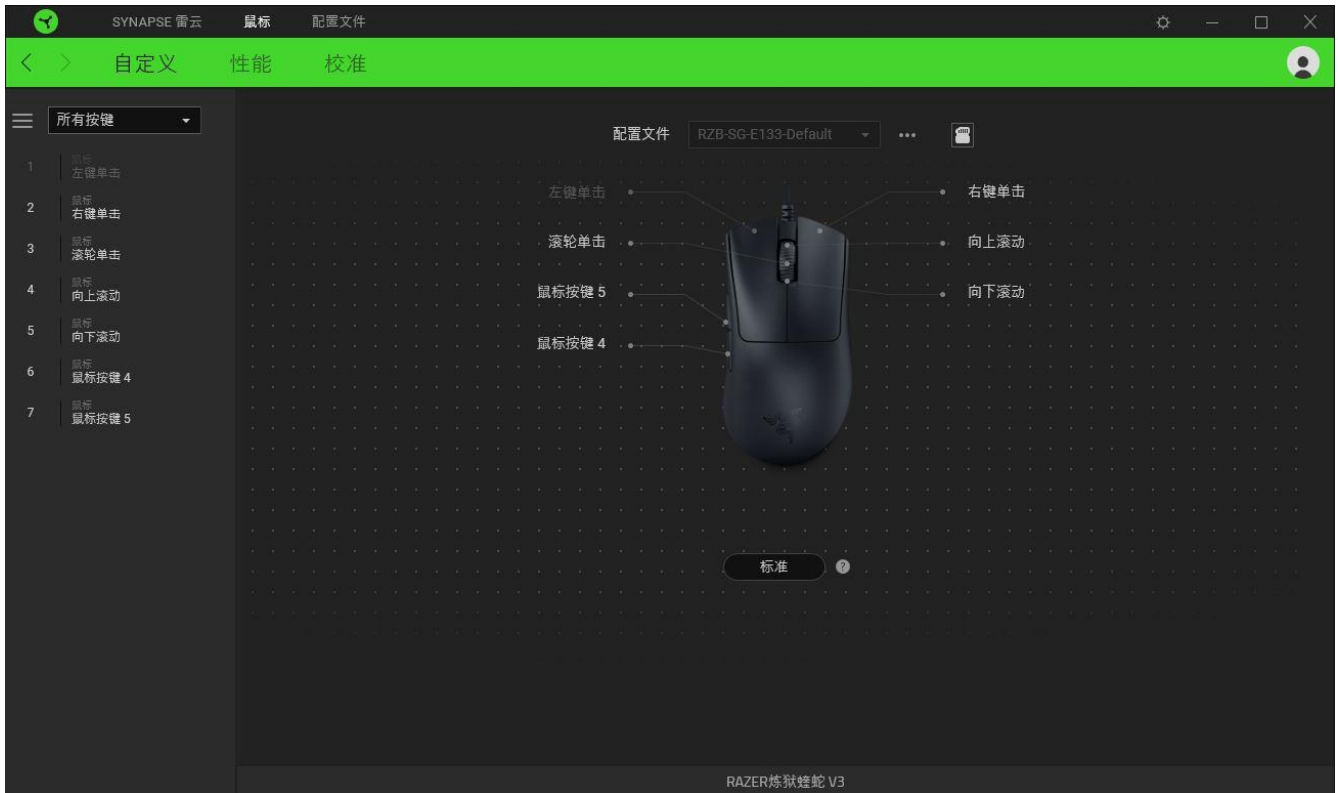 SYNAPSE 雷云 鼠标 配置文件
自定义 性能 校准
所有按键
配置文件 RZB-SG-E133-Default
1 鼠标
左键单击
2 鼠标
右键单击
3 鼠标
滚轮单击
4 鼠标
向上滚动
5 鼠标
向下滚动
6 鼠标
鼠标按键 4
7 鼠标
鼠标按键 5
左键单击 右键单击
滚轮单击 向上滚动
鼠标按键 5 向下滚动
鼠标按键 4
标准 ?
RAZER炼狱蝰蛇 V3